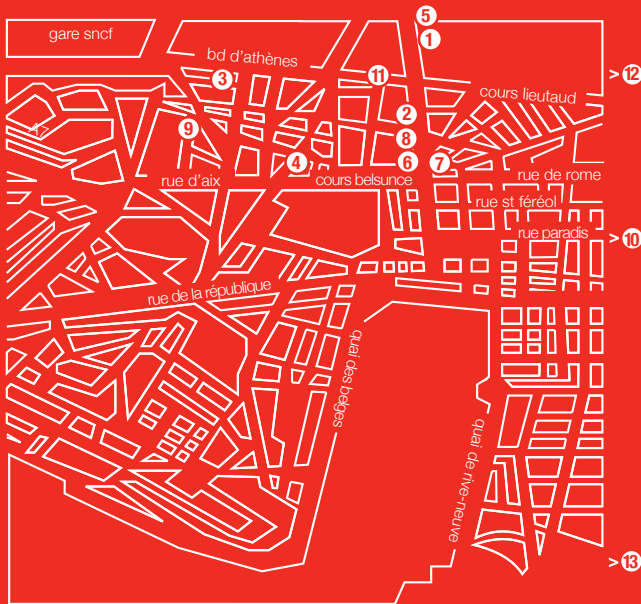 5
gare sncf
1
bd d'athènes
3
11
> 12
cours lieutaud
A7
9
2
8
4
6
7
rue d'aix
cours belsunce
rue de rome
rue st féréol
rue paradis
> 10
rue de la république
quai des belges
quai de rive-neuve
> 13